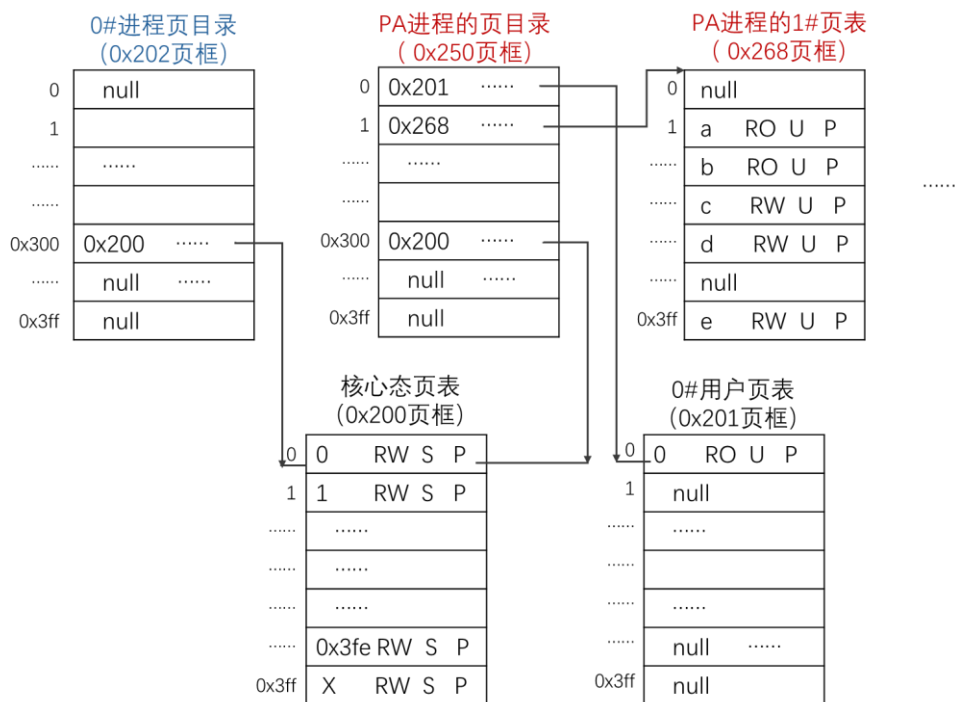 0#进程页目录
(0x202页框)
0 null
1
…… ……
……
0x300 0x200 ……
…… null ……
0x3ff null
PA进程的页目录
( 0x250页框)
0 0x201 ……
1 0x268 ……
…… ……
……
0x300 0x200 ……
…… null ……
0x3ff null
PA进程的1#页表
( 0x268页框)
0 null
1 a RO U P
…… b RO U P
…… c RW U P
…… d RW U P
…… null
0x3ff e RW U P
……
核心态页表
(0x200页框)
0 0 RW S P
1 1 RW S P
…… ……
…… ……
…… ……
…… 0x3fe RW S P
0x3ff X RW S P
0#用户页表
(0x201页框)
0 0 RO U P
1 null
…… ……
……
…… ……
…… null ……
0x3ff null